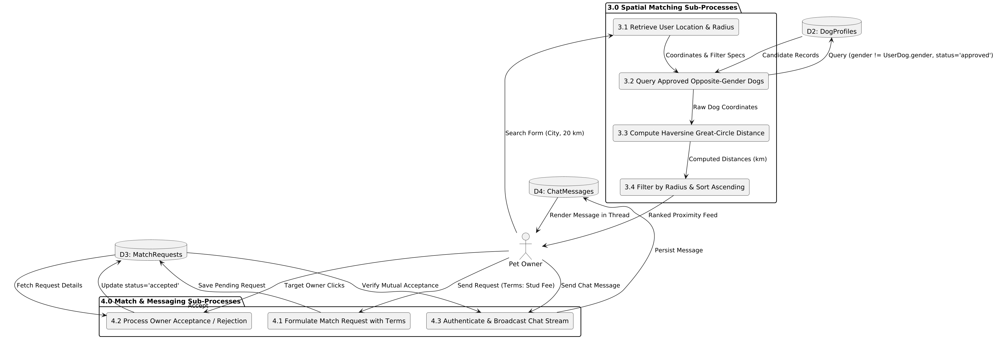 3.0 Spatial Matching Sub-Processes
3.1 Retrieve User Location & Radius
D2: DogProfiles
Coordinates & Filter Specs
Candidate Records
Query (gender != UserDog.gender, status='approved')
3.2 Query Approved Opposite-Gender Dogs
Raw Dog Coordinates
3.3 Compute Haversine Great-Circle Distance
Search Form (City, 20 km)
Computed Distances (km)
3.4 Filter by Radius & Sort Ascending
D4: ChatMessages
Render Message in Thread
Ranked Proximity Feed
D3: MatchRequests
Pet Owner
Persist Message
Fetch Request Details
Update status='accepted'
Save Pending Request
Target Owner Clicks
Accept
Verify Mutual Acceptance
Send Request (Terms: Stud Fee)
Send Chat Message
4.0 Match & Messaging Sub-Processes
4.2 Process Owner Acceptance / Rejection
4.1 Formulate Match Request with Terms
4.3 Authenticate & Broadcast Chat Stream